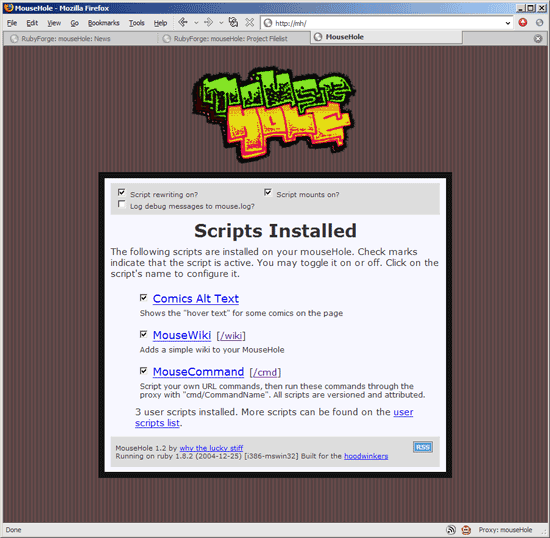 MouseHole - Mozilla Firefox
File Edit View Go Bookmarks Tools Help http://mh/
RubyForge: mouseHole: News RubyForge: mouseHole: Project Filelist MouseHole
MOUSE
HOLE
Script rewriting on? Script mounts on?
Log debug messages to mouse.log?
Scripts Installed
The following scripts are installed on your mouseHole. Check marks
indicate that the script is active. You may toggle it on or off. Click on the
script's name to configure it.
Comics Alt Text
Shows the "hover text" for some comics on the page
MouseWiki [/wiki]
Adds a simple wiki to your MouseHole
MouseCommand [/cmd]
Script your own URL commands, then run these commands through the
proxy with "cmd/CommandName". All scripts are versioned and attributed.
3 user scripts installed. More scripts can be found on the user
scripts list.
MouseHole 1.2 by why the lucky stiff RSS
Running on ruby 1.8.2 (2004-12-25) [i386-mswin32] Built for the hoodwinkers
Done Proxy: mouseHole